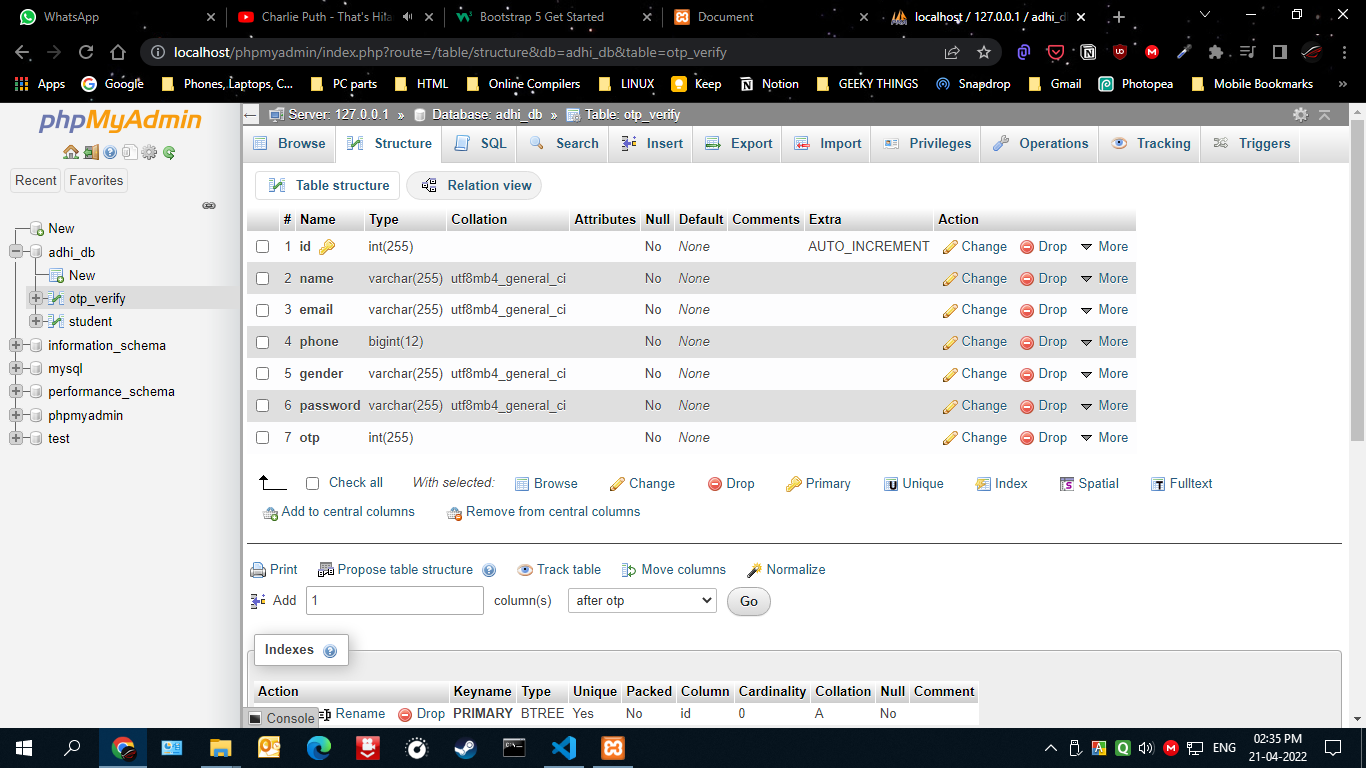 WhatsApp
Charlie Puth - That's Hila
Bootstrap 5 Get Started
Document
localhost / 127.0.0.1 / adhi_d
localhost/phpmyadmin/index.php?route=/table/structure&db=adhi_db&table=otp_verify
Apps Google Phones, Laptops, C... PC parts HTML Online Compilers LINUX Keep Notion GEEKY THINGS Snapdrop Gmail Photopea Mobile Bookmarks »
phpMyAdmin
Recent Favorites
New
adhi_db
New
otp_verify
student
information_schema
mysql
performance_schema
phpmyadmin
test
Server: 127.0.0.1 » Database: adhi_db » Table: otp_verify
Browse Structure SQL Search Insert Export Import Privileges Operations Tracking Triggers
Table structure Relation view
# Name Type Collation Attributes Null Default Comments Extra Action
1 id int(255) No None AUTO_INCREMENT Change Drop More
2 name varchar(255) utf8mb4_general_ci No None Change Drop More
3 email varchar(255) utf8mb4_general_ci No None Change Drop More
4 phone bigint(12) No None Change Drop More
5 gender varchar(255) utf8mb4_general_ci No None Change Drop More
6 password varchar(255) utf8mb4_general_ci No None Change Drop More
7 otp int(255) No None Change Drop More
Check all With selected: Browse Change Drop Primary Unique Index Spatial Fulltext
Add to central columns Remove from central columns
Print Propose table structure Track table Move columns Normalize
Add 1 column(s) after otp Go
Indexes
Action Keyname Type Unique Packed Column Cardinality Collation Null Comment
Rename Drop PRIMARY BTREE Yes No id 0 A No
Console
ENG
02:35 PM
21-04-2022